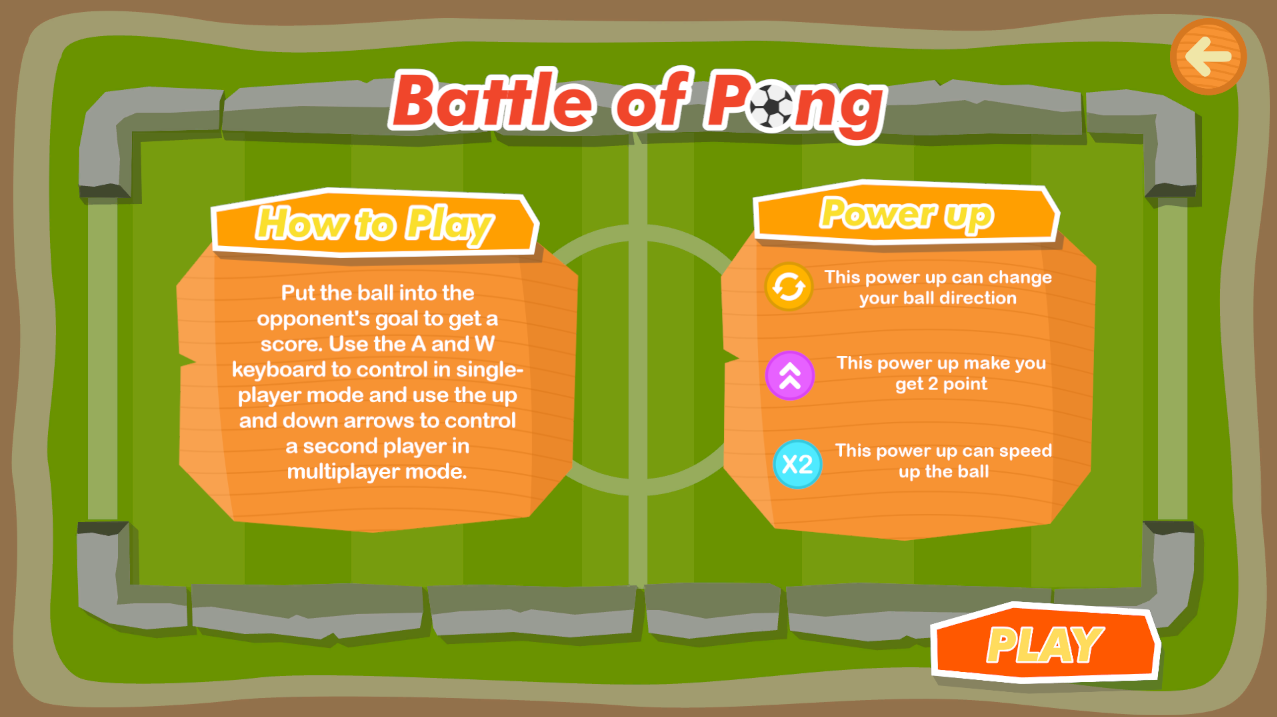 Battle of Pong
How to Play
Put the ball into the
opponent's goal to get a
score. Use the A and W
keyboard to control in single-
player mode and use the up
and down arrows to control
a second player in
multiplayer mode.
Power up
This power up can change
your ball direction
This power up make you
get 2 point
X2
This power up can speed
up the ball
PLAY